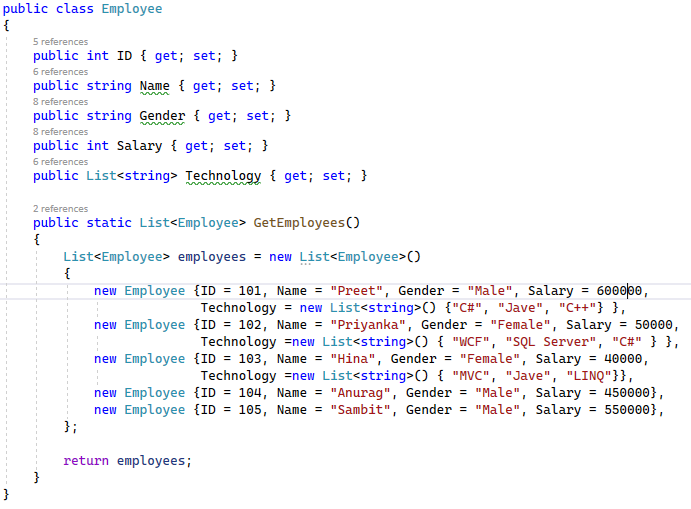 public class Employee
{
5 references
public int ID { get; set; }
6 references
public string Name { get; set; }
8 references
public string Gender { get; set; }
8 references
public int Salary { get; set; }
6 references
public List<string> Technology { get; set; }
2 references
public static List<Employee> GetEmployees()
{
List<Employee> employees = new List<Employee>()
{
new Employee {ID = 101, Name = "Preet", Gender = "Male", Salary = 600000,
Technology = new List<string>() {"C#", "Jave", "C++"} },
new Employee {ID = 102, Name = "Priyanka", Gender = "Female", Salary = 50000,
Technology =new List<string>() { "WCF", "SQL Server", "C#" } },
new Employee {ID = 103, Name = "Hina", Gender = "Female", Salary = 40000,
Technology =new List<string>() { "MVC", "Jave", "LINQ"}},
new Employee {ID = 104, Name = "Anurag", Gender = "Male", Salary = 450000},
new Employee {ID = 105, Name = "Sambit", Gender = "Male", Salary = 550000},
};
return employees;
}
}